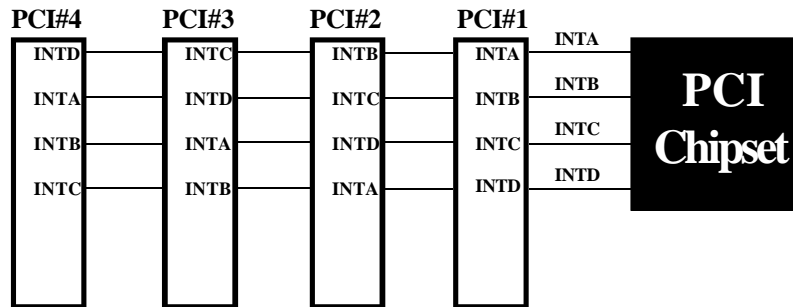 PCI#4 PCI#3 PCI#2 PCI#1
INTD INTC INTB INTA INTA
INTA INTD INTC INTB INTB
INTB INTA INTD INTC INTC
INTC INTB INTA INTD INTD
PCI
Chipset